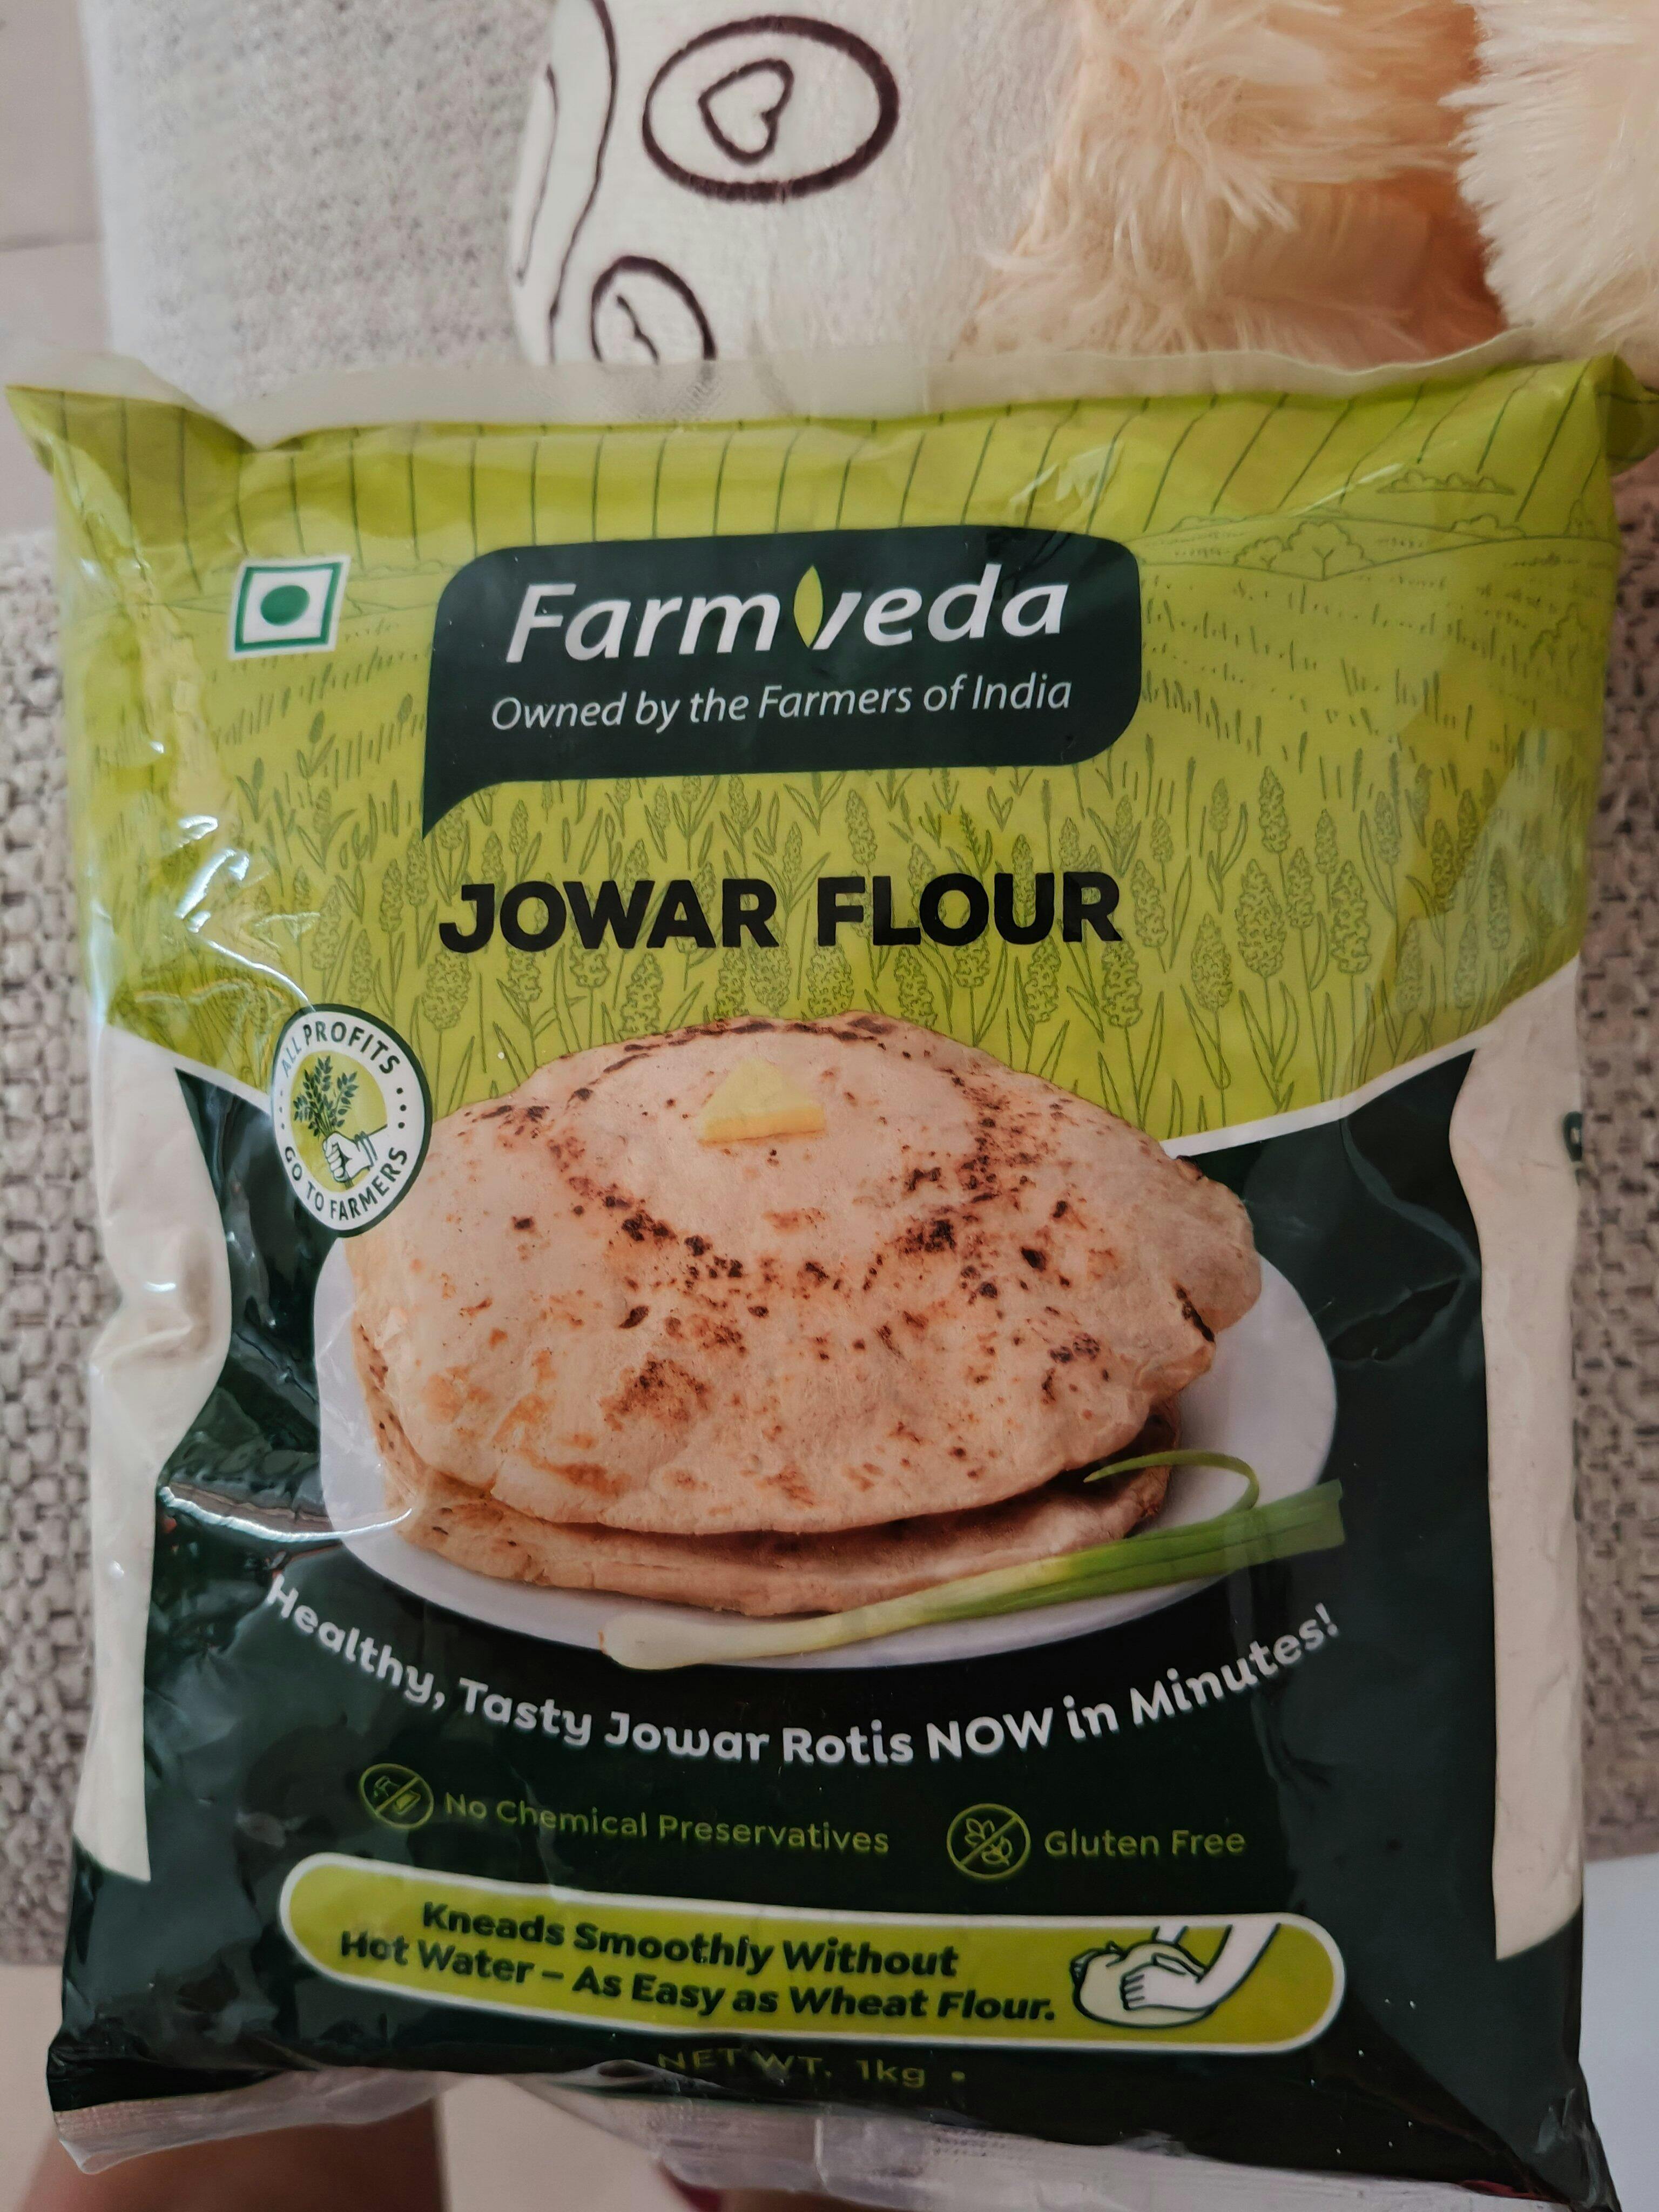 Farmveda
Owned by the Farmers of India
JOWAR FLOUR
ALL PROFITS
GO TO FARMERS
Healthy, Tasty Jowar Rotis NOW in Minutes!
No Chemical Preservatives
Gluten Free
Kneads Smoothly Without
Hot Water – As Easy as Wheat Flour.
NET WT. 1kg